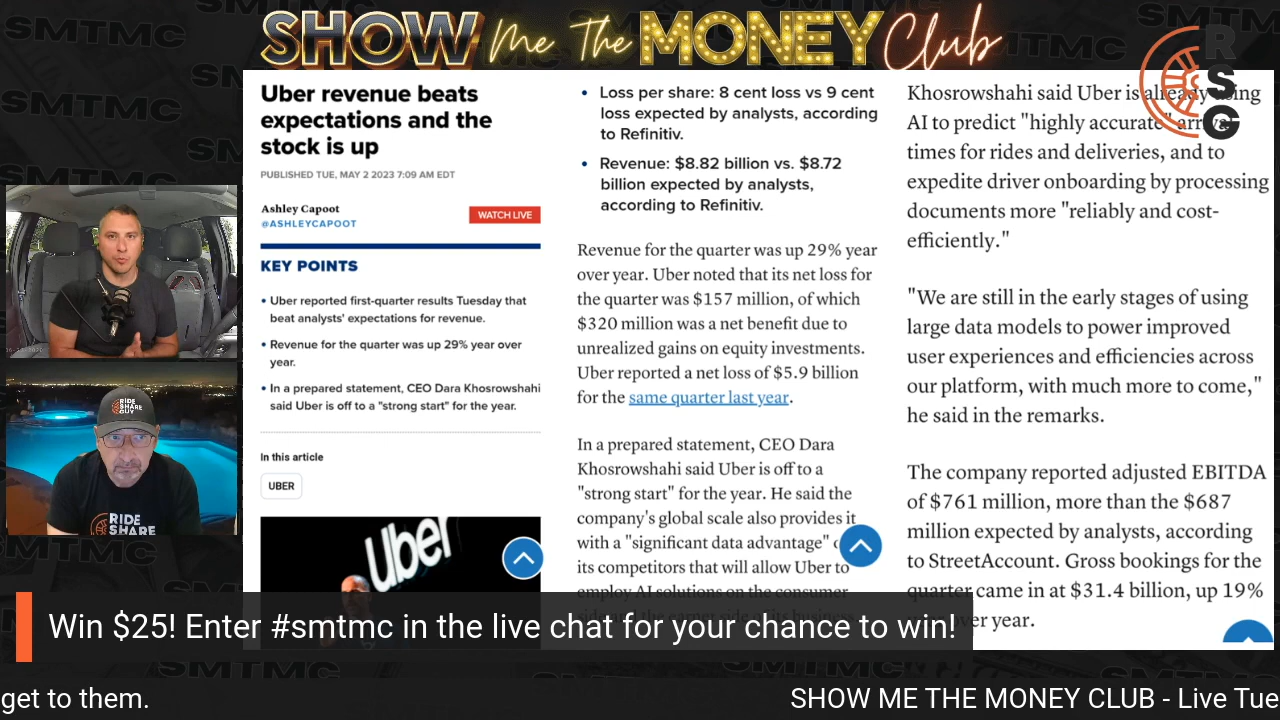 SHOW Me The MONEY Club
RSG
Uber revenue beats
expectations and the
stock is up
PUBLISHED TUE, MAY 2 2023 7:09 AM EDT
Ashley Capoot
@ASHLEYCAPOOT
WATCH LIVE
KEY POINTS
• Uber reported first-quarter results Tuesday that
beat analysts' expectations for revenue.
• Revenue for the quarter was up 29% year over
year.
• In a prepared statement, CEO Dara Khosrowshahi
said Uber is off to a "strong start" for the year.
In this article
UBER
Uber
• Loss per share: 8 cent loss vs 9 cent
loss expected by analysts, according
to Refinitiv.
• Revenue: $8.82 billion vs. $8.72
billion expected by analysts,
according to Refinitiv.
Revenue for the quarter was up 29% year
over year. Uber noted that its net loss for
the quarter was $157 million, of which
$320 million was a net benefit due to
unrealized gains on equity investments.
Uber reported a net loss of $5.9 billion
for the same quarter last year.
In a prepared statement, CEO Dara
Khosrowshahi said Uber is off to a
"strong start" for the year. He said the
company's global scale also provides it
with a "significant data advantage"
its competitors that will allow Uber to
employ AI solutions on the consumer
Khosrowshahi said Uber is already using
AI to predict "highly accurate" arrival
times for rides and deliveries, and to
expedite driver onboarding by processing
documents more "reliably and cost-
efficiently."
"We are still in the early stages of using
large data models to power improved
user experiences and efficiencies across
our platform, with much more to come,"
he said in the remarks.
The company reported adjusted EBITDA
of $761 million, more than the $687
million expected by analysts, according
to StreetAccount. Gross bookings for the
quarter came in at $31.4 billion, up 19%
year.
RIDE
SHARE
GUY
RIDE
SHARE
Win $25! Enter #smtmc in the live chat for your chance to win!
get to them.
SHOW ME THE MONEY CLUB - Live Tue
SMTMC
SMTMC
SMTMC